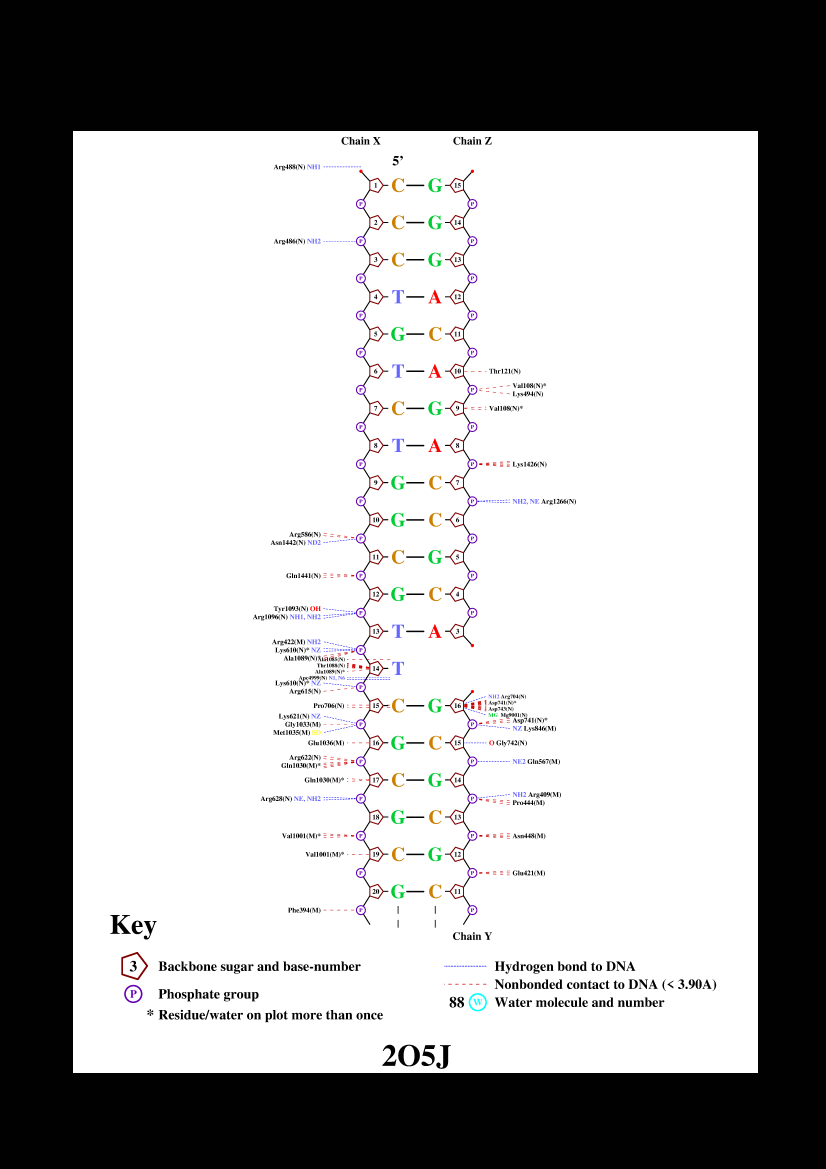 Chain X Chain Z
5'
Arg488(N) NH1
1 C G 15
P P
2 C G 14
Arg486(N) NH2 P P
3 C G 13
P P
4 T A 12
P P
5 G C 11
P P
6 T A 10 Thr121(N)
Val108(N)*
P P
Lys494(N)
7 C G 9 Val108(N)*
P P
8 T A 8
P P Lys1426(N)
9 G C 7
P P NH2, NE Arg1266(N)
10 G C 6
Arg586(N)
P P
Asn1442(N) ND2
11 C G 5
Gln1441(N) P P
12 G C 4
Tyr1093(N) OH
P P
Arg1096(N) NH1, NH2
13 T A 3
Arg422(M) NH2
Lys610(N)* NZ P
Ala1089(N)*
Thr1088(N)
14 T
Ala1089(N)*
Apc4999(N) N1, N6
Lys610(N)* NZ
P
Arg615(N)
NH2 Arg704(N)
Asp741(N)*
Pro706(N) 15 C G 16
Asp743(N)
MG Mg9001(N)
Lys621(N) NZ
Asp741(N)*
Gly1033(M) P P
NZ Lys846(M)
Met1035(M)
Glu1036(M) 16 G C 15 O Gly742(N)
Arg622(N)
P P NE2 Gln567(M)
Gln1030(M)*
Gln1030(M)* 17 C G 14
NH2 Arg409(M)
Arg628(N) NE, NH2 P P
Pro444(M)
18 G C 13
Val1001(M)* P P Asn448(M)
Val1001(M)* 19 C G 12
P P Glu421(M)
20 G C 11
Phe394(M) P P
Chain Y
Key
3 Backbone sugar and base-number
P Phosphate group
* Residue/water on plot more than once
Hydrogen bond to DNA
Nonbonded contact to DNA (< 3.90A)
88 W Water molecule and number
2O5J